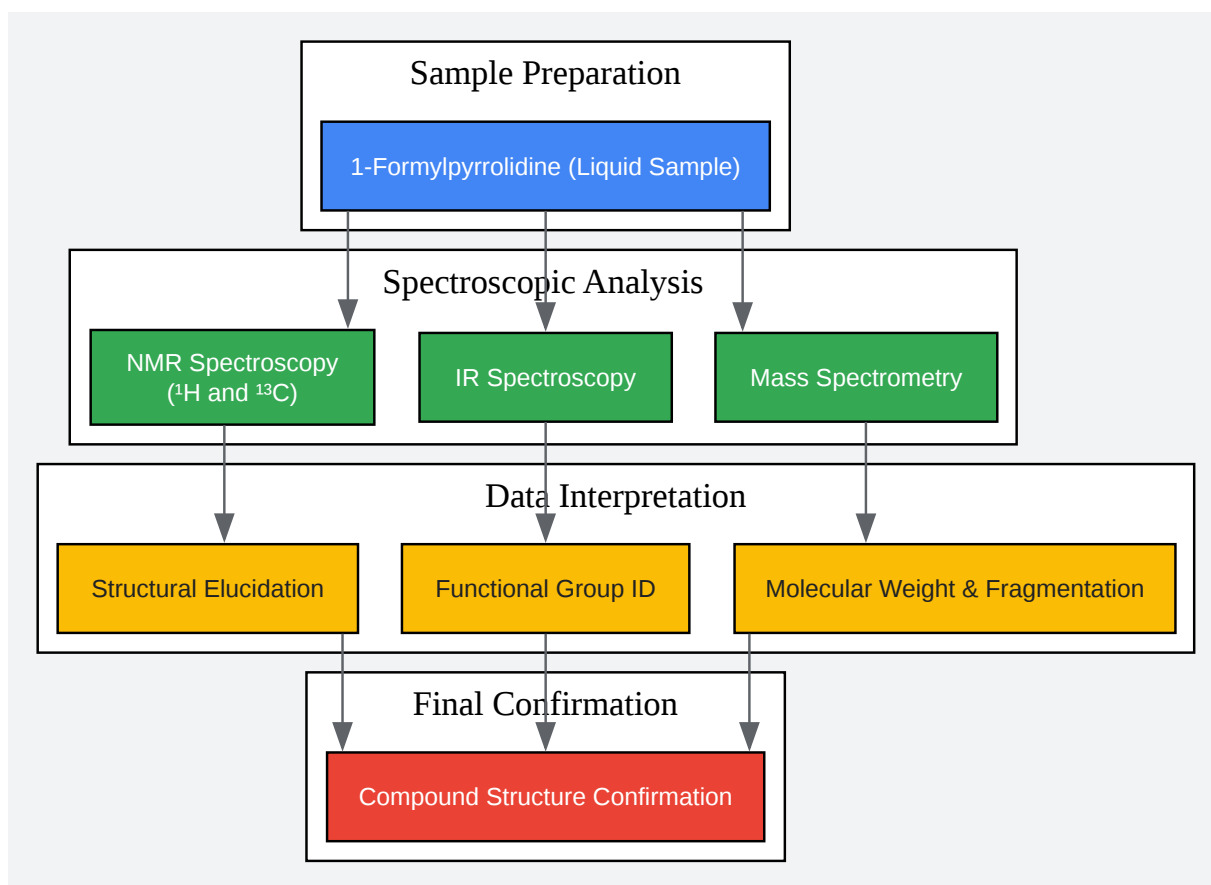 Sample Preparation
1-Formylpyrrolidine (Liquid Sample)
Spectroscopic Analysis
NMR Spectroscopy
(¹H and ¹³C)
IR Spectroscopy
Mass Spectrometry
Data Interpretation
Structural Elucidation
Functional Group ID
Molecular Weight & Fragmentation
Final Confirmation
Compound Structure Confirmation